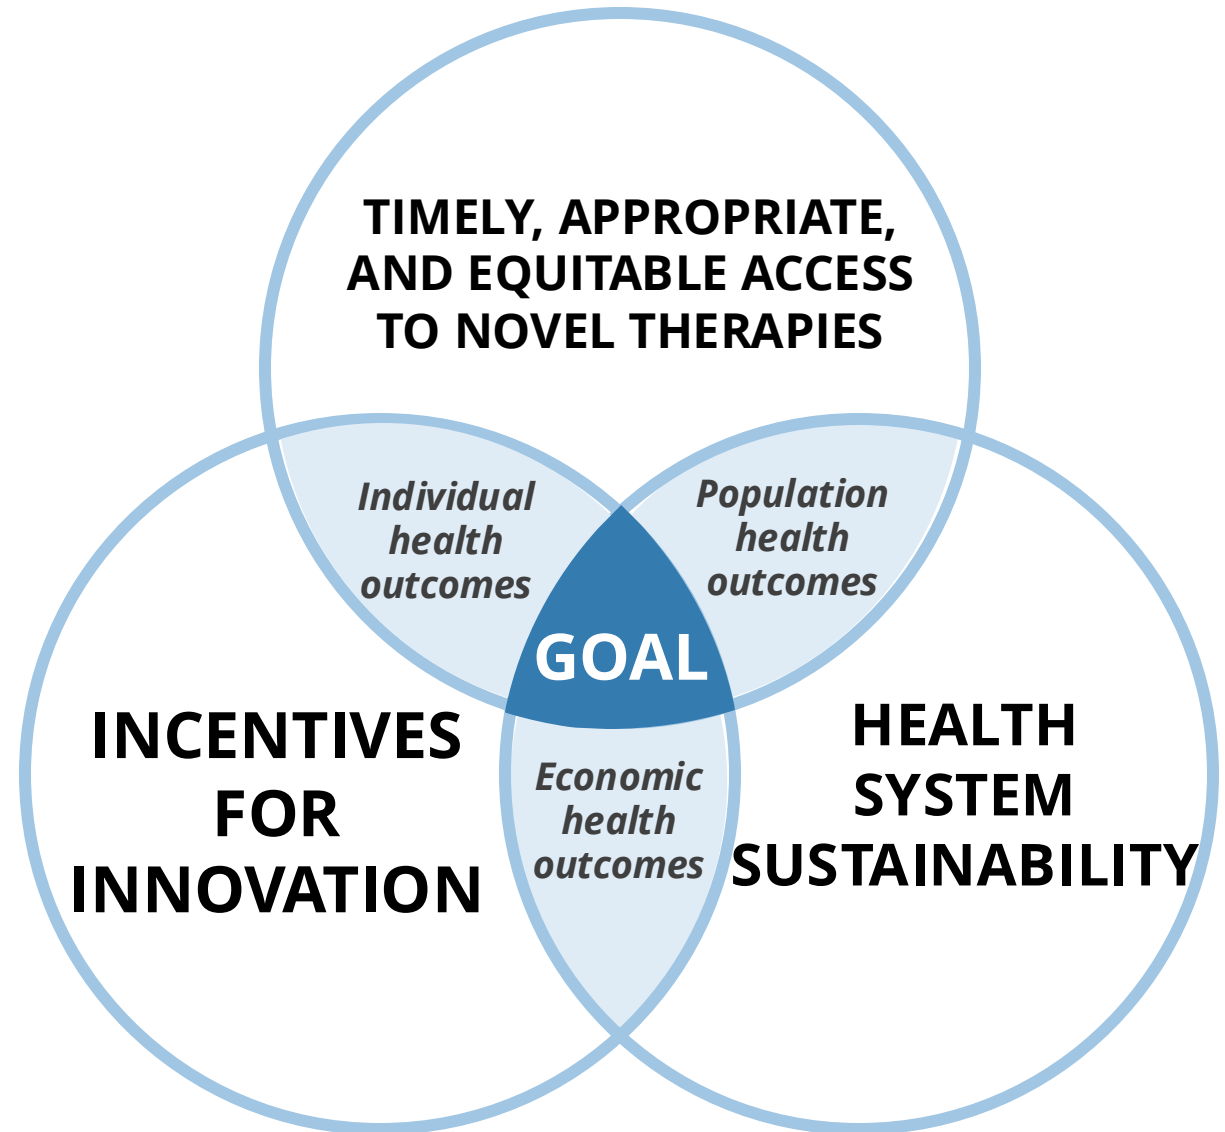 TIMELY, APPROPRIATE,
AND EQUITABLE ACCESS
TO NOVEL THERAPIES
Individual
health
outcomes
Population
health
outcomes
GOAL
INCENTIVES
FOR
INNOVATION
Economic
health
outcomes
HEALTH
SYSTEM
SUSTAINABILITY